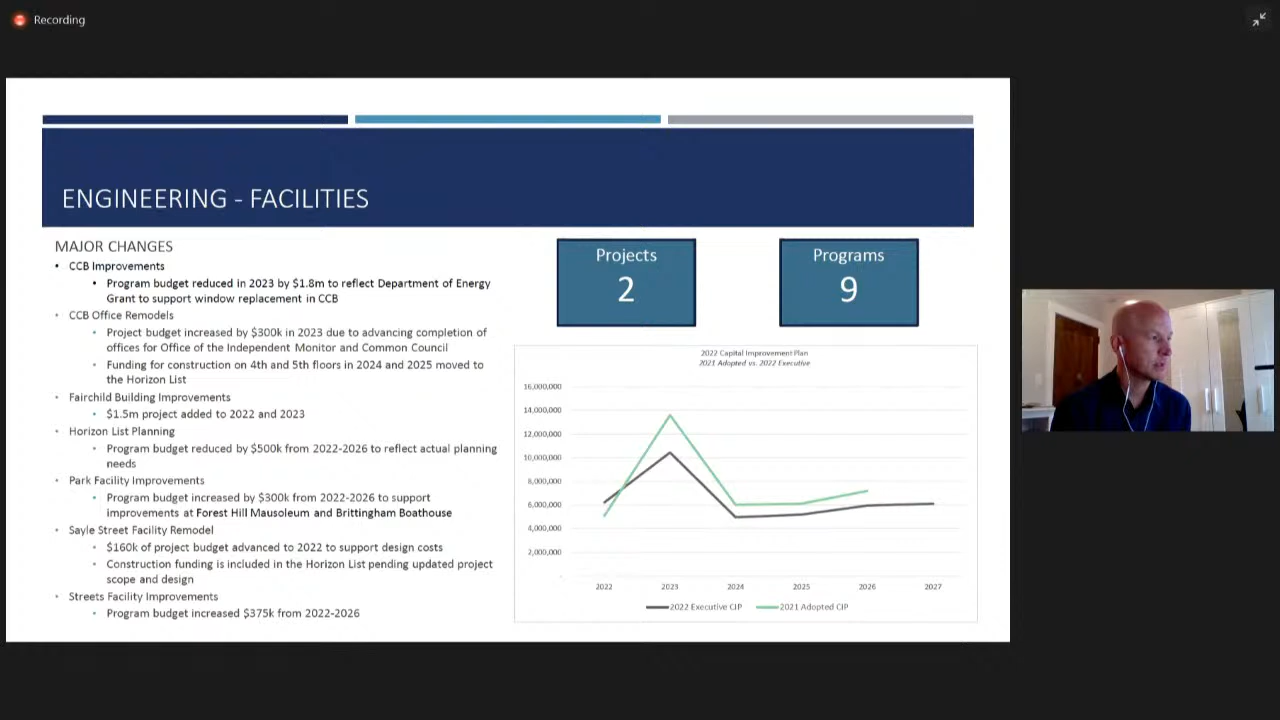 Recording
ENGINEERING - FACILITIES
MAJOR CHANGES
• CCB Improvements
• Program budget reduced in 2023 by $1.8m to reflect Department of Energy
Grant to support window replacement in CCB
• CCB Office Remodels
• Project budget increased by $300k in 2023 due to advancing completion of
offices for Office of the Independent Monitor and Common Council
• Funding for construction on 4th and 5th floors in 2024 and 2025 moved to
the Horizon List
• Fairchild Building Improvements
• $1.5m project added to 2022 and 2023
• Horizon List Planning
• Program budget reduced by $500k from 2022-2026 to reflect actual planning
needs
• Park Facility Improvements
• Program budget increased by $300k from 2022-2026 to support
improvements at Forest Hill Mausoleum and Brittingham Boathouse
• Sayle Street Facility Remodel
• $160k of project budget advanced to 2022 to support design costs
• Construction funding is included in the Horizon List pending updated project
scope and design
• Streets Facility Improvements
• Program budget increased $375k from 2022-2026
Projects
2
Programs
9
2022 Capital Improvement Plan
2021 Adopted vs. 2022 Executive
16,000,000
14,000,000
12,000,000
10,000,000
8,000,000
6,000,000
4,000,000
2,000,000
-
2022 2023 2024 2025 2026 2027
2022 Executive CIP 2021 Adopted CIP